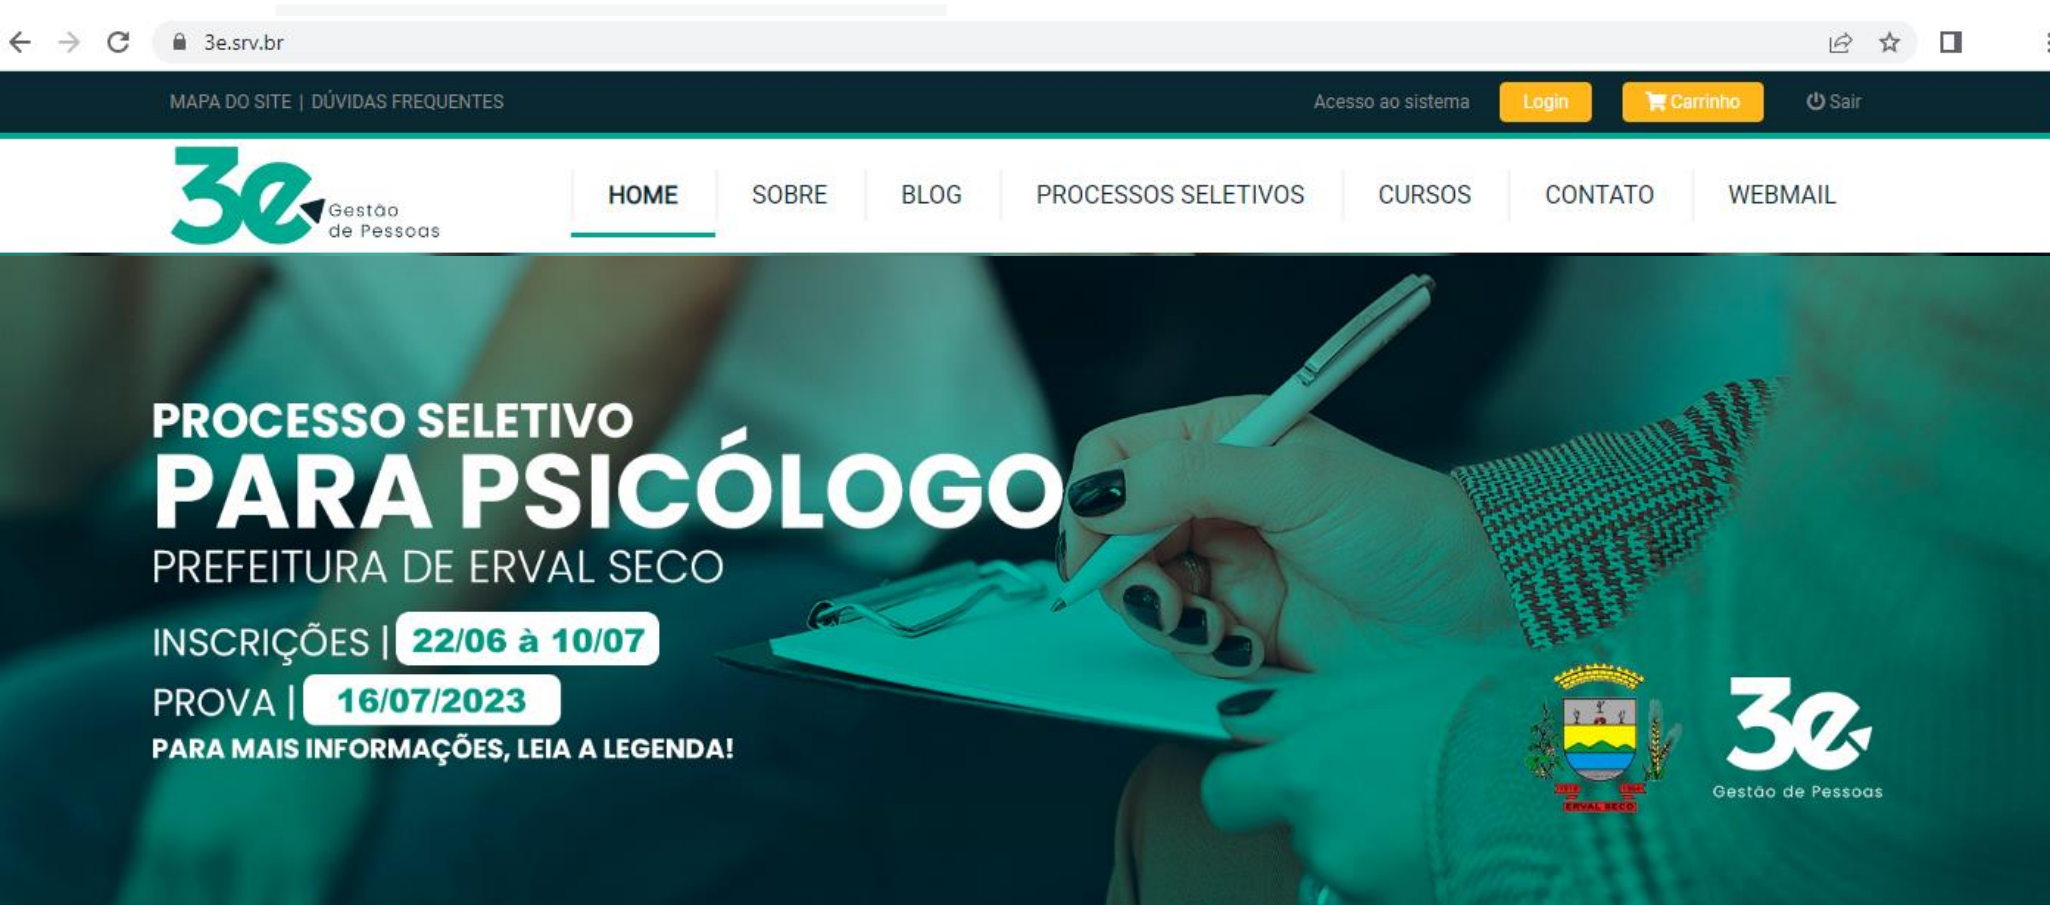 3e.srv.br
MAPA DO SITE | DÚVIDAS FREQUENTES
Acesso ao sistema
Login
Carrinho
Sair
3e
Gestão
de Pessoas
HOME
SOBRE
BLOG
PROCESSOS SELETIVOS
CURSOS
CONTATO
WEBMAIL
PROCESSO SELETIVO
PARA PSICÓLOGO
PREFEITURA DE ERVAL SECO
INSCRIÇÕES | 22/06 à 10/07
PROVA | 16/07/2023
PARA MAIS INFORMAÇÕES, LEIA A LEGENDA!
ERVAL SECO
3e
Gestão de Pessoas